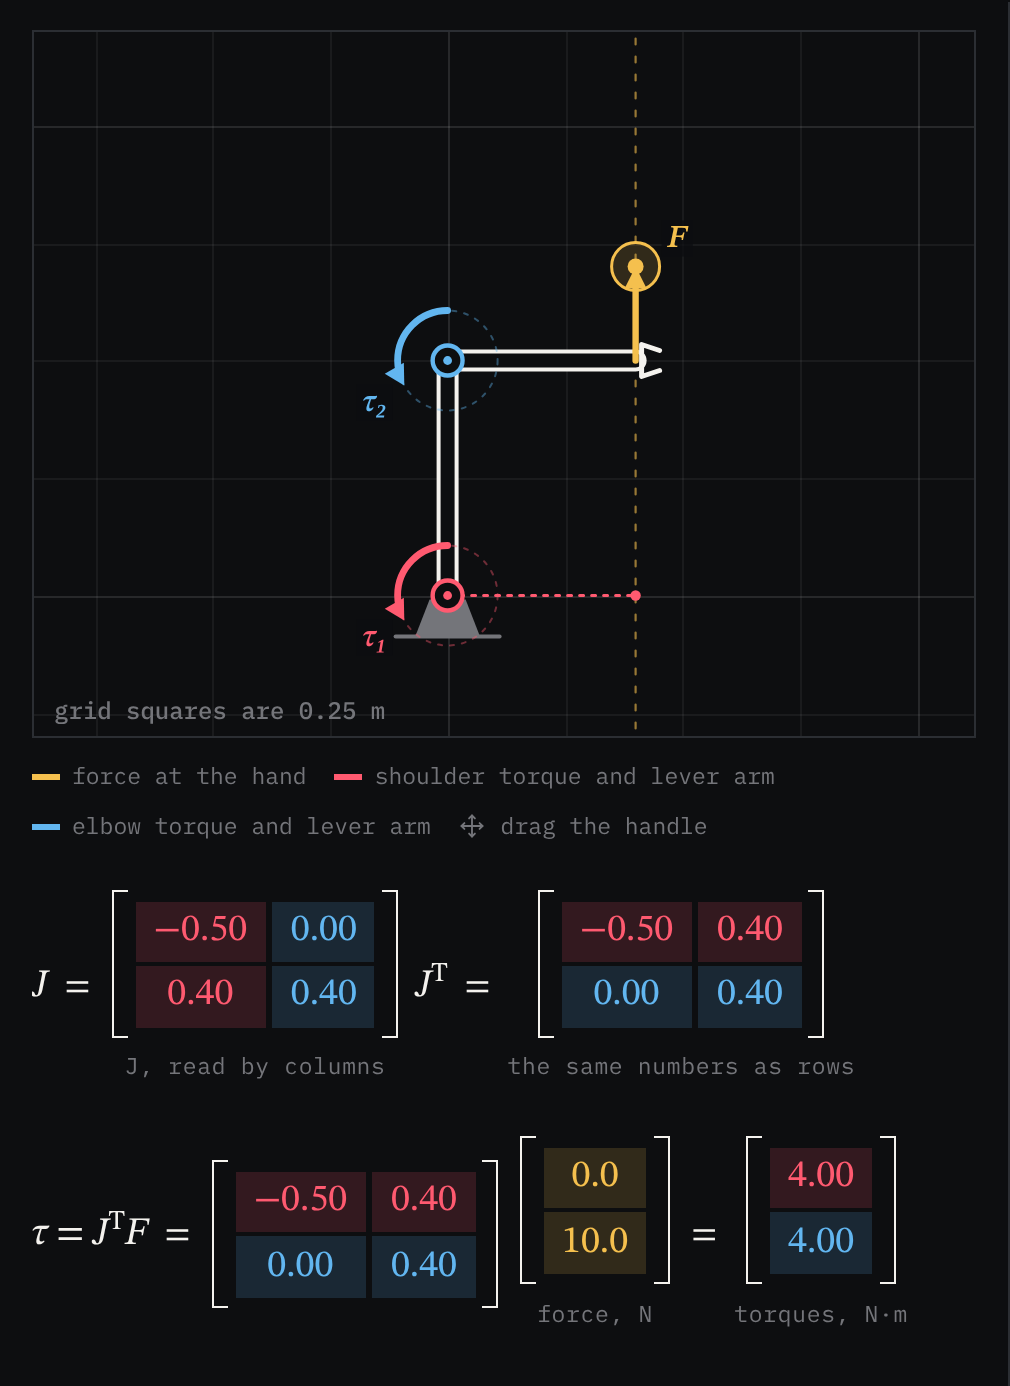 F
τ2
τ1
grid squares are 0.25 m
force at the hand shoulder torque and lever arm
elbow torque and lever arm drag the handle
−0.50 0.00 −0.50 0.40
J = Jᵀ =
0.40 0.40 0.00 0.40
J, read by columns the same numbers as rows
−0.50 0.40 0.0 4.00
τ = JᵀF = =
0.00 0.40 10.0 4.00
force, N torques, N·m